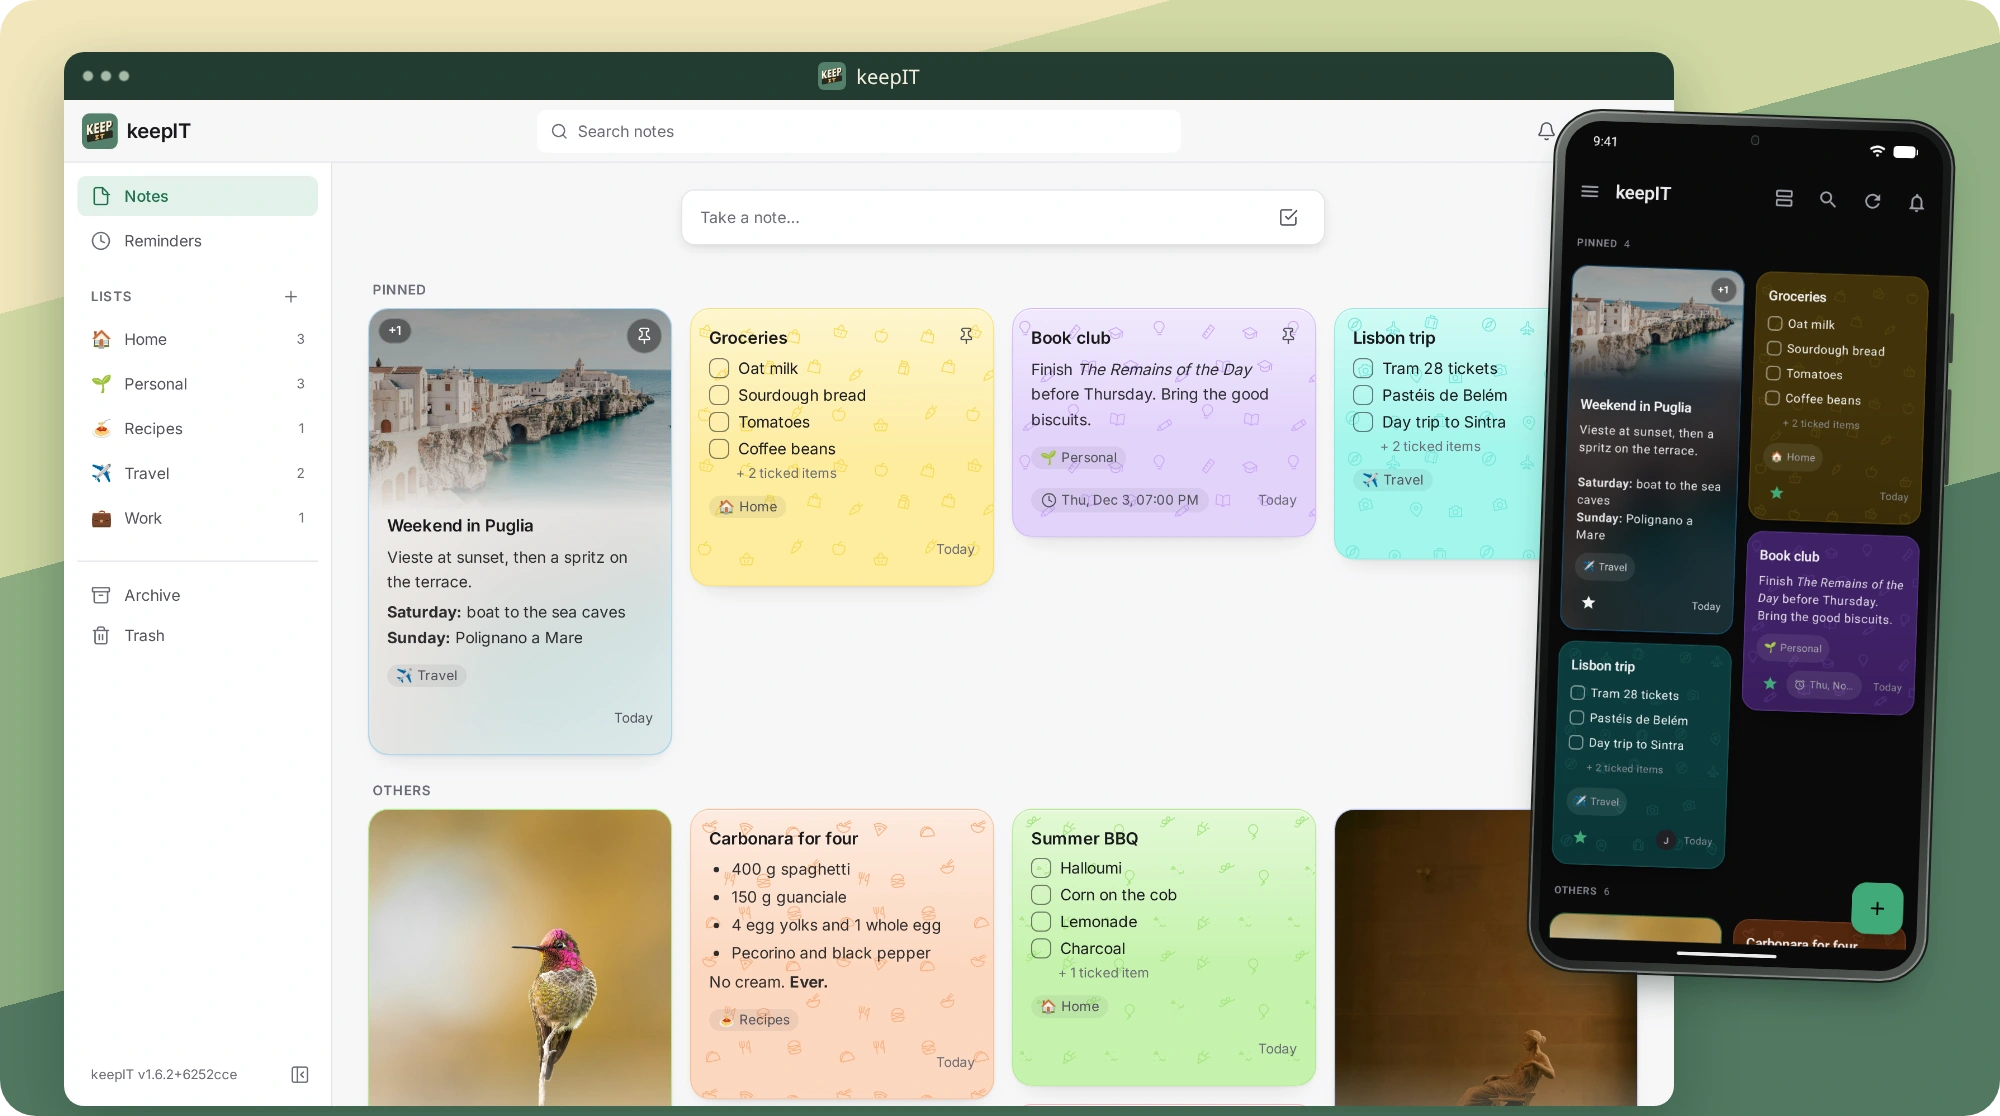 KEEP IT keepIT
KEEP IT keepIT
Search notes
Notes
Reminders
LISTS
Home 3
Personal 3
Recipes 1
Travel 2
Work 1
Archive
Trash
keepIT v1.6.2+6252cce
Take a note...
PINNED
+1
Weekend in Puglia
Vieste at sunset, then a spritz on
the terrace.
Saturday: boat to the sea caves
Sunday: Polignano a Mare
Travel
Today
Groceries
Oat milk
Sourdough bread
Tomatoes
Coffee beans
+ 2 ticked items
Home
Today
Book club
Finish The Remains of the Day
before Thursday. Bring the good
biscuits.
Personal
Thu, Dec 3, 07:00 PM Today
Lisbon trip
Tram 28 tickets
Pastéis de Belém
Day trip to Sintra
+ 2 ticked items
Travel
OTHERS
Carbonara for four
400 g spaghetti
150 g guanciale
4 egg yolks and 1 whole egg
Pecorino and black pepper
No cream. Ever.
Recipes
Today
Summer BBQ
Halloumi
Corn on the cob
Lemonade
Charcoal
+ 1 ticked item
Home
Today
9:41
keepIT
PINNED 4
+1
Weekend in Puglia
Vieste at sunset, then a
spritz on the terrace.
Saturday: boat to the sea
caves
Sunday: Polignano a
Mare
Travel
Today
Groceries
Oat milk
Sourdough bread
Tomatoes
Coffee beans
+ 2 ticked items
Home
Today
Book club
Finish The Remains of the
Day before Thursday.
Bring the good biscuits.
Personal
Thu, No... Today
Lisbon trip
Tram 28 tickets
Pastéis de Belém
Day trip to Sintra
+ 2 ticked items
Travel
J Today
OTHERS 6
Carbonara for four